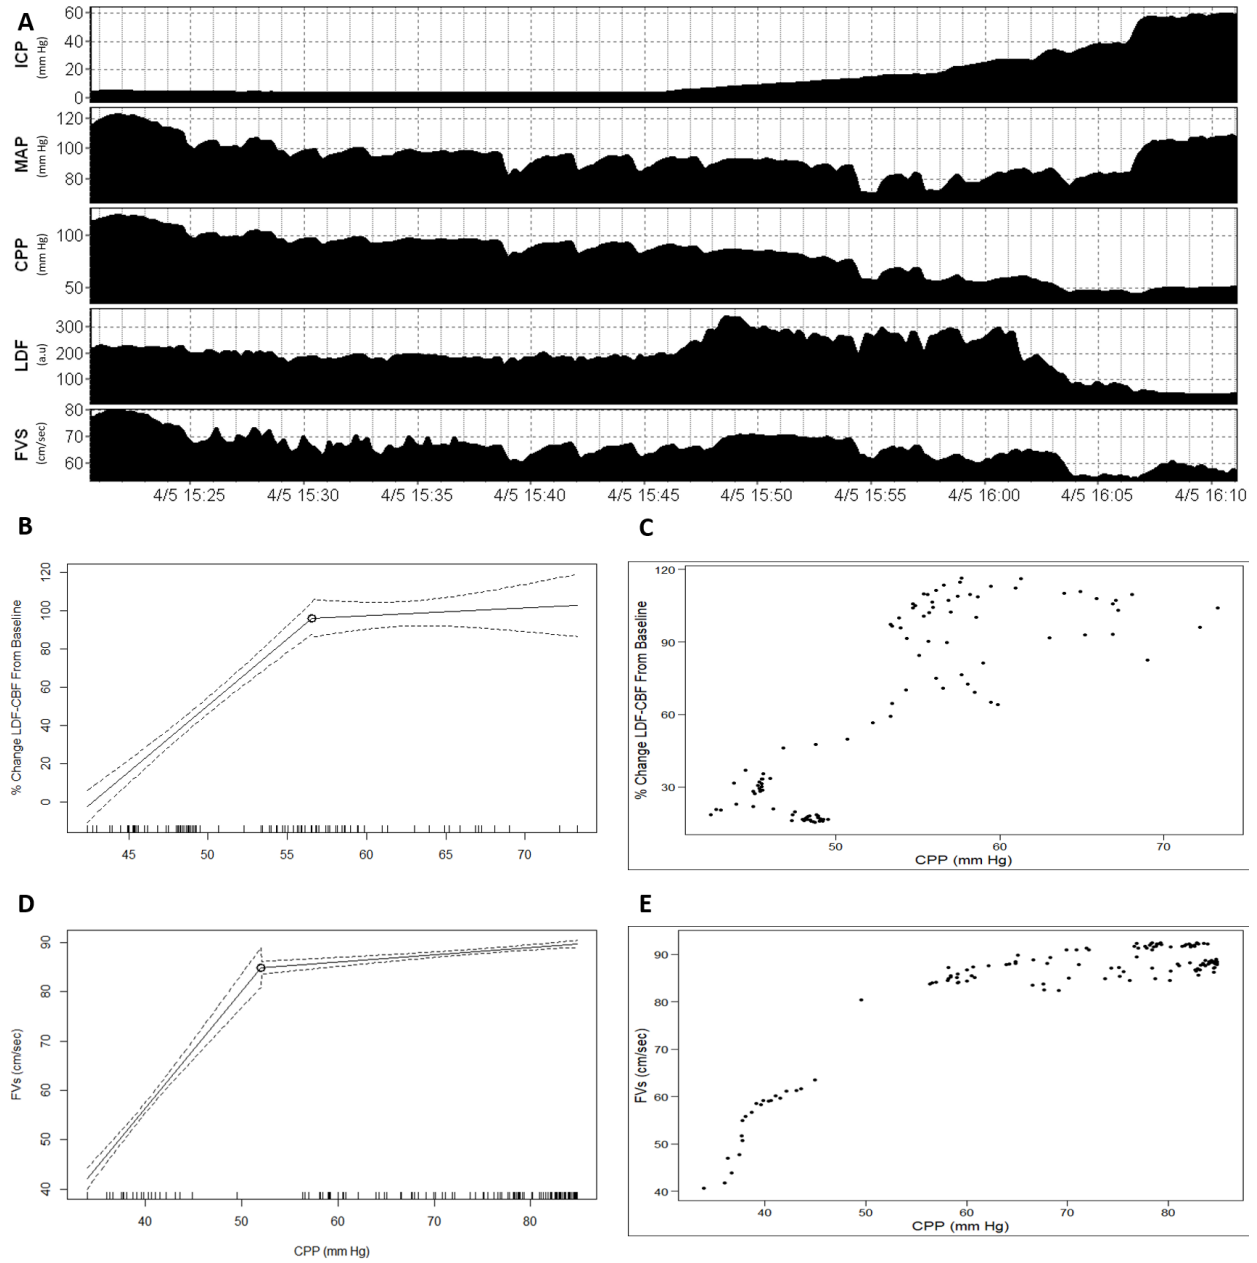 A
ICP
(mm Hg)
60
40
20
0
MAP
(mm Hg)
120
100
80
CPP
(mm Hg)
100
50
LDF
(a.u)
300
200
100
FVS
(cm/sec)
80
70
60
4/5 15:25 4/5 15:30 4/5 15:35 4/5 15:40 4/5 15:45 4/5 15:50 4/5 15:55 4/5 16:00 4/5 16:05 4/5 16:10
B
% Change LDF-CBF From Baseline
120
100
80
60
40
20
0
45 50 55 60 65 70
C
% Change LDF-CBF From Baseline
120
90
60
30
50 60 70
CPP (mm Hg)
D
FVs (cm/sec)
90
80
70
60
50
40
40 50 60 70 80
CPP (mm Hg)
E
FVs (cm/sec)
90
80
70
60
50
40
40 50 60 70 80
CPP (mm Hg)